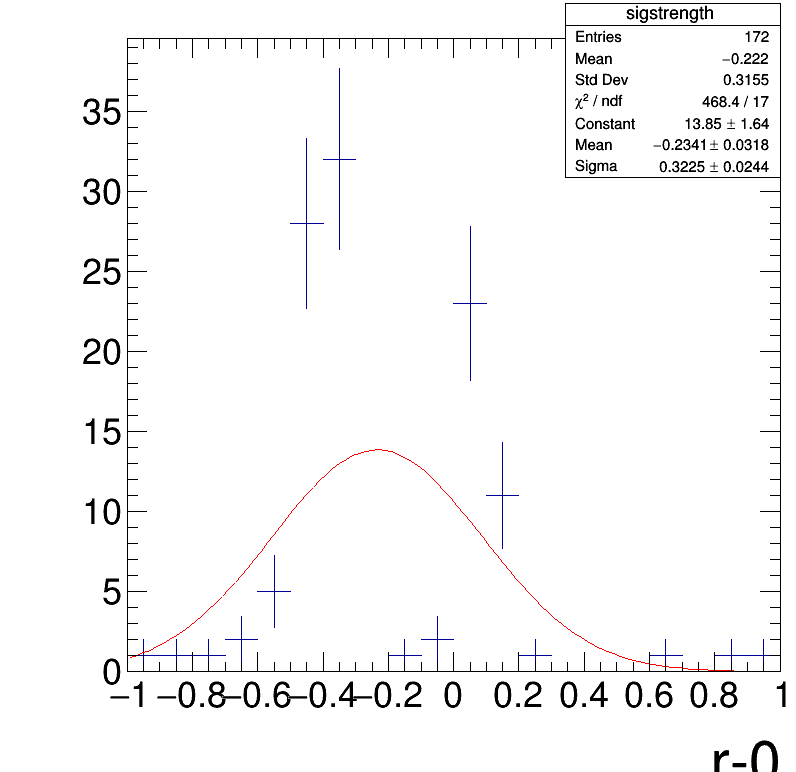 sigstrength
Entries 172
Mean −0.222
Std Dev 0.3155
χ² / ndf 468.4 / 17
Constant 13.85 ± 1.64
Mean −0.2341 ± 0.0318
Sigma 0.3225 ± 0.0244
35
30
25
20
15
10
5
0
−1 −0.8 −0.6 −0.4 −0.2 0 0.2 0.4 0.6 0.8 1
r-0